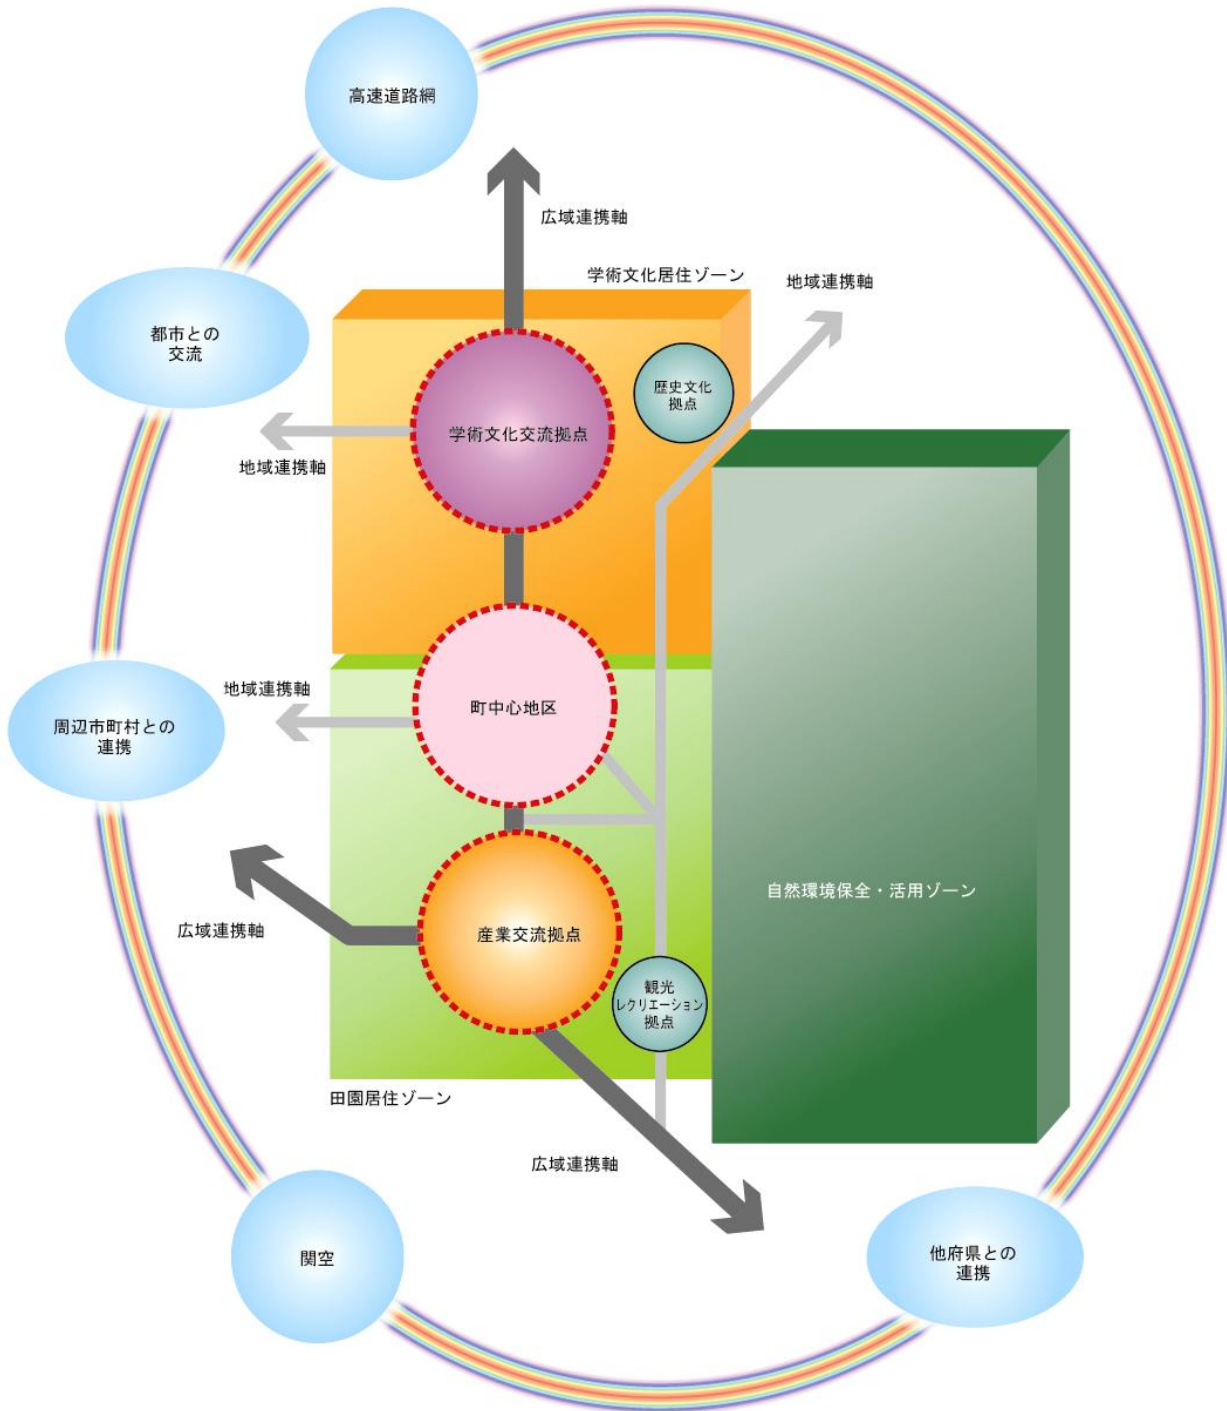 高速道路網
広域連携軸
学術文化居住ゾーン
地域連携軸
都市との
交流
歴史文化
拠点
学術文化交流拠点
地域連携軸
地域連携軸
町中心地区
周辺市町村との
連携
自然環境保全・活用ゾーン
広域連携軸
産業交流拠点
観光
レクリエーション
拠点
田園居住ゾーン
広域連携軸
関空
他府県との
連携